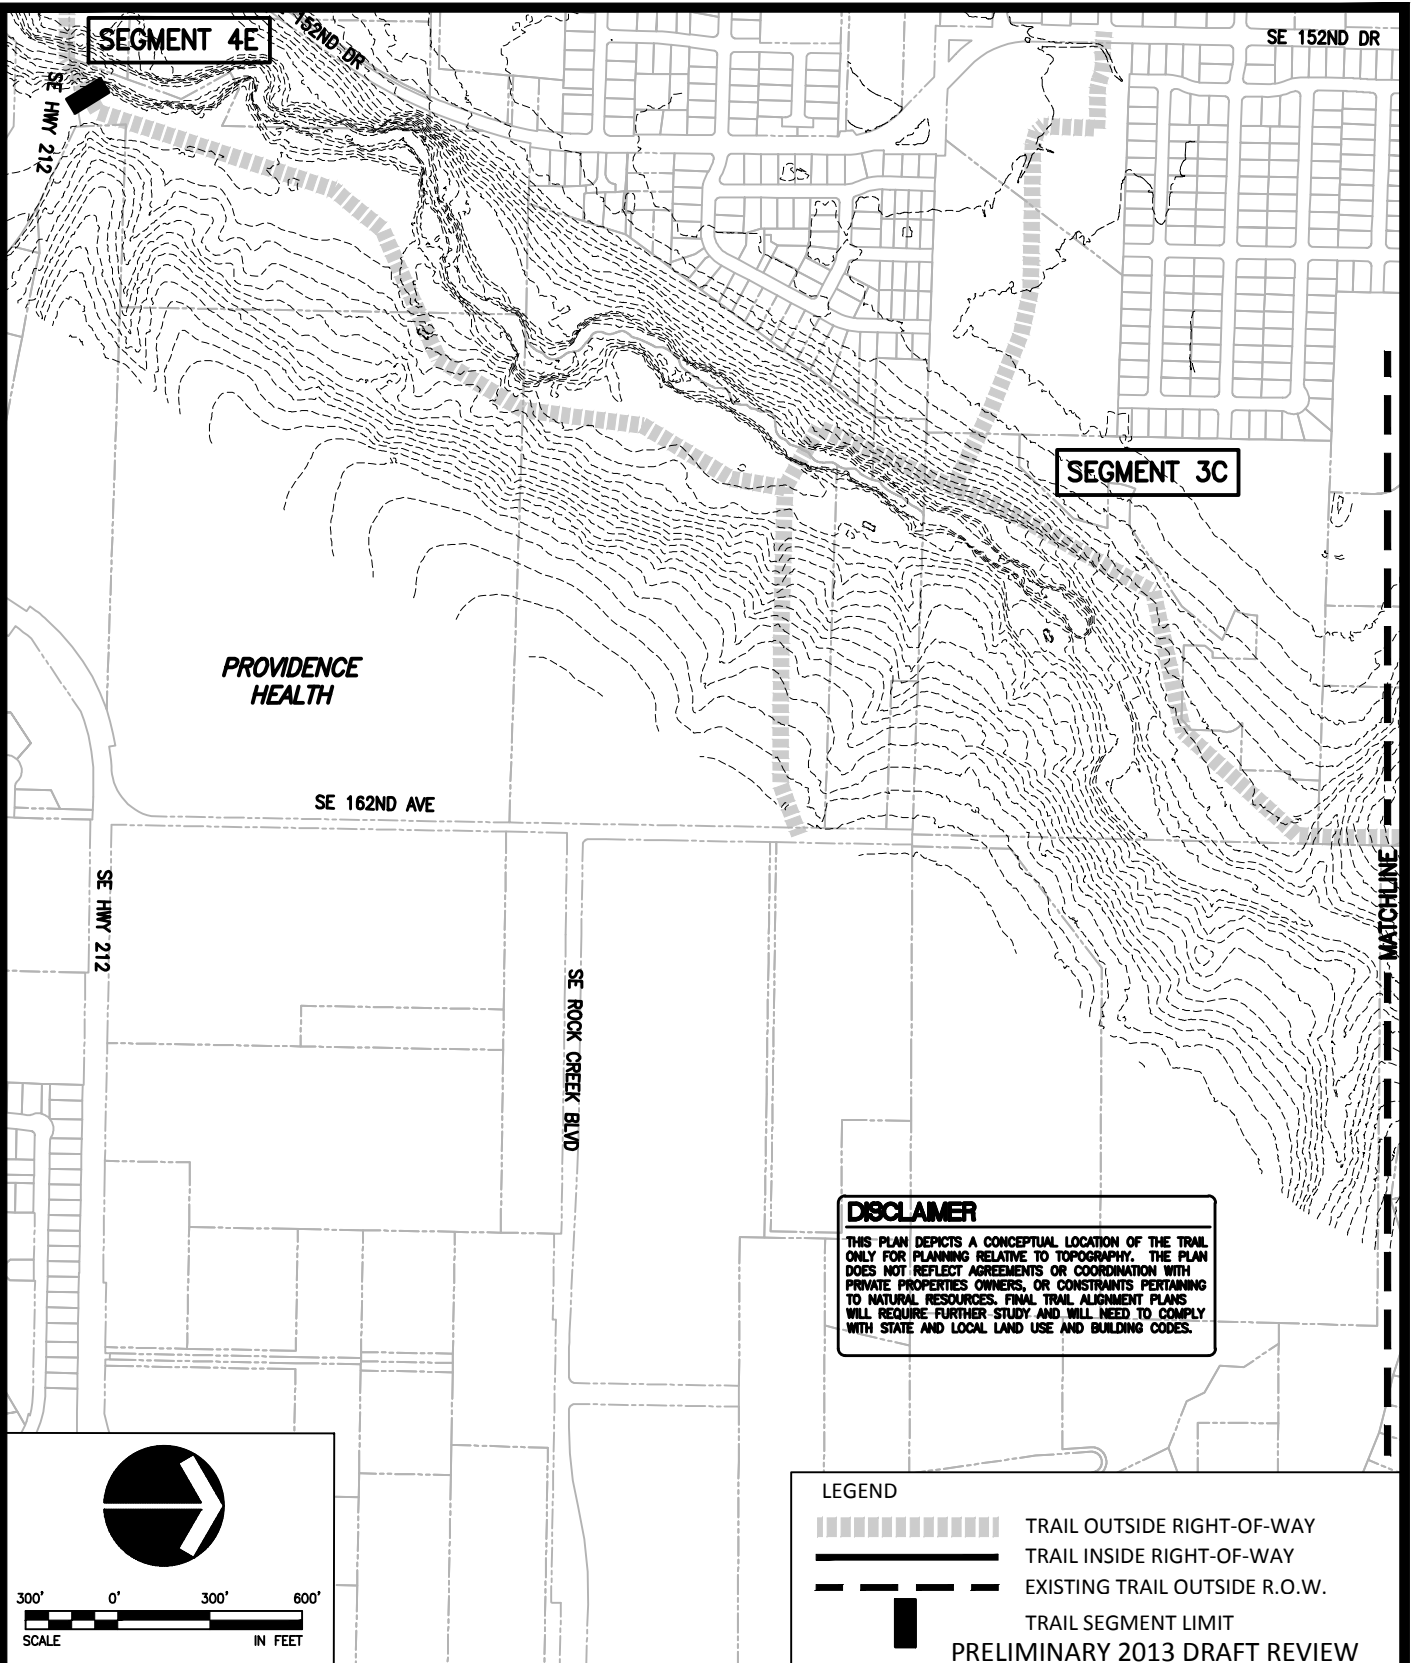 SEGMENT 4E
152ND DR
SE 152ND DR
SE HWY 212
SEGMENT 3C
PROVIDENCE
HEALTH
SE 162ND AVE
MATCHLINE
SE HWY 212
SE ROCK CREEK BLVD
DISCLAIMER
THIS PLAN DEPICTS A CONCEPTUAL LOCATION OF THE TRAIL
ONLY FOR PLANNING RELATIVE TO TOPOGRAPHY. THE PLAN
DOES NOT REFLECT AGREEMENTS OR COORDINATION WITH
PRIVATE PROPERTIES OWNERS, OR CONSTRAINTS PERTAINING
TO NATURAL RESOURCES. FINAL TRAIL ALIGNMENT PLANS
WILL REQUIRE FURTHER STUDY AND WILL NEED TO COMPLY
WITH STATE AND LOCAL LAND USE AND BUILDING CODES.
300' 0' 300' 600'
SCALE IN FEET
LEGEND
TRAIL OUTSIDE RIGHT-OF-WAY
TRAIL INSIDE RIGHT-OF-WAY
EXISTING TRAIL OUTSIDE R.O.W.
TRAIL SEGMENT LIMIT
PRELIMINARY 2013 DRAFT REVIEW